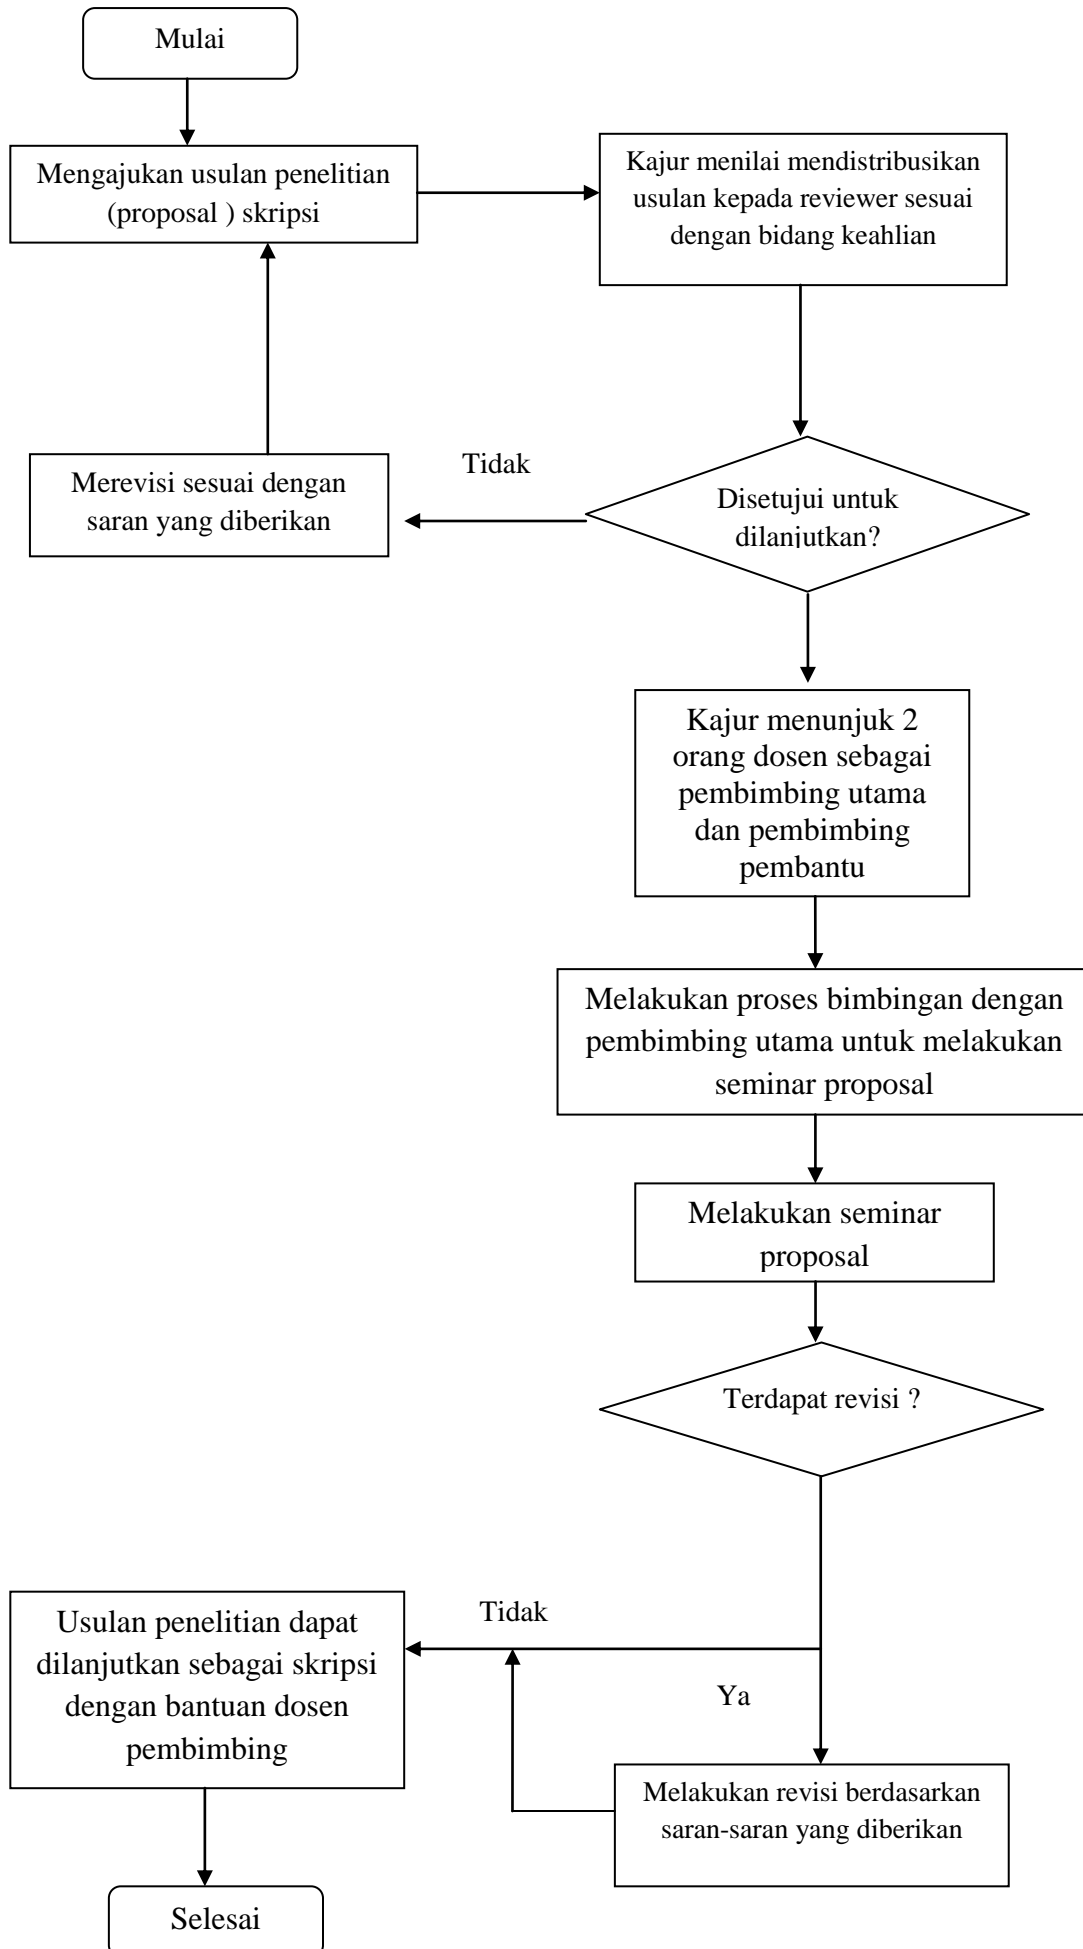 Mulai
Mengajukan usulan penelitian
(proposal ) skripsi
Kajur menilai mendistribusikan
usulan kepada reviewer sesuai
dengan bidang keahlian
Tidak
Merevisi sesuai dengan
saran yang diberikan
Disetujui untuk
dilanjutkan?
Kajur menunjuk 2
orang dosen sebagai
pembimbing utama
dan pembimbing
pembantu
Melakukan proses bimbingan dengan
pembimbing utama untuk melakukan
seminar proposal
Melakukan seminar
proposal
Terdapat revisi ?
Tidak
Usulan penelitian dapat
dilanjutkan sebagai skripsi
dengan bantuan dosen
pembimbing
Ya
Melakukan revisi berdasarkan
saran-saran yang diberikan
Selesai